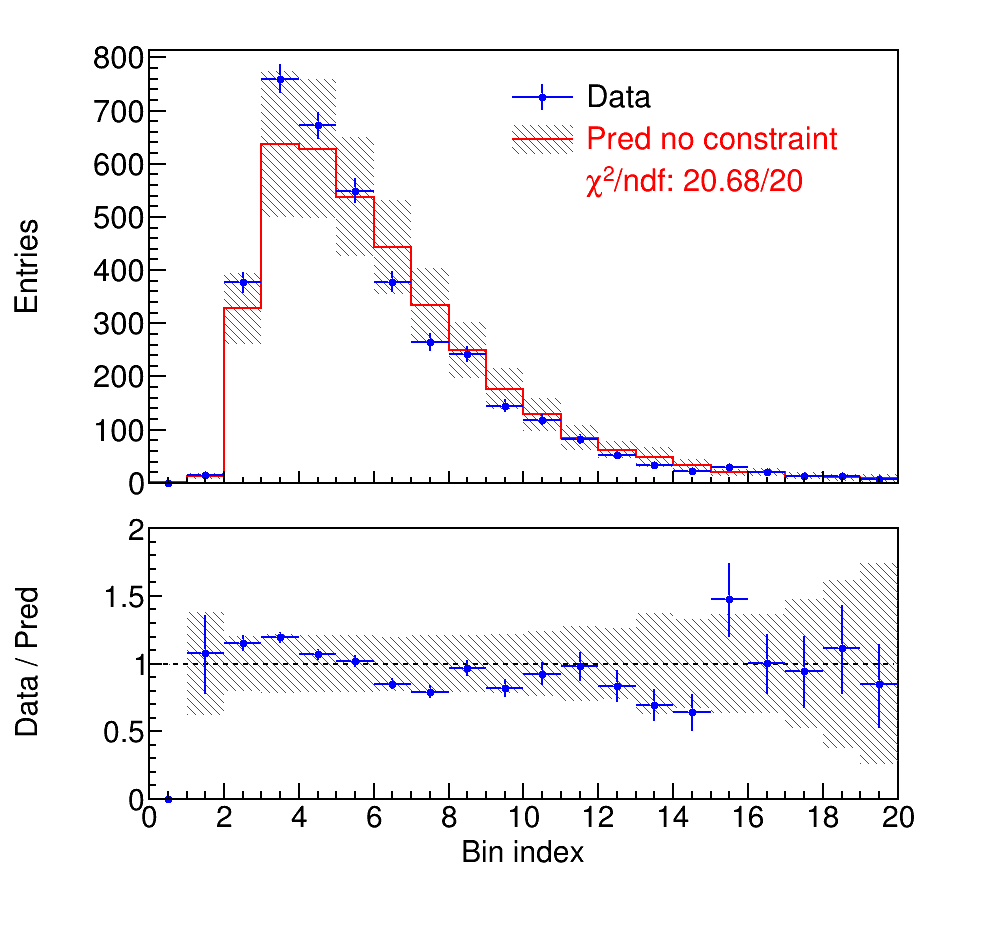 800
700
600
500
400
300
200
100
0
Entries
Data
Pred no constraint
χ²/ndf: 20.68/20
2
1.5
1
0.5
0
Data / Pred
0 2 4 6 8 10 12 14 16 18 20
Bin index